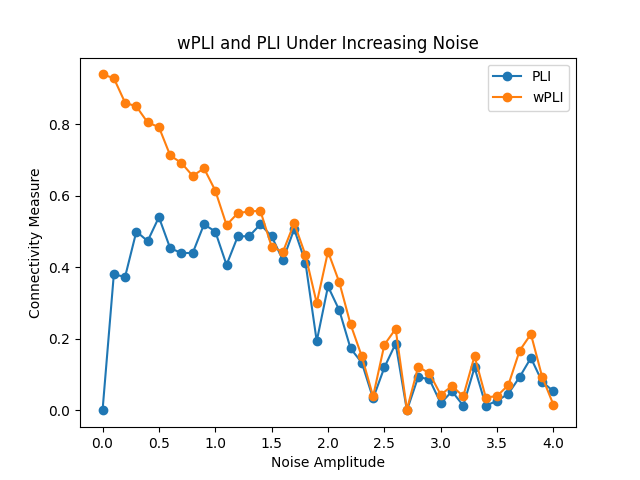 wPLI and PLI Under Increasing Noise
PLI
wPLI
Connectivity Measure
0.8
0.6
0.4
0.2
0.0
0.0 0.5 1.0 1.5 2.0 2.5 3.0 3.5 4.0
Noise Amplitude